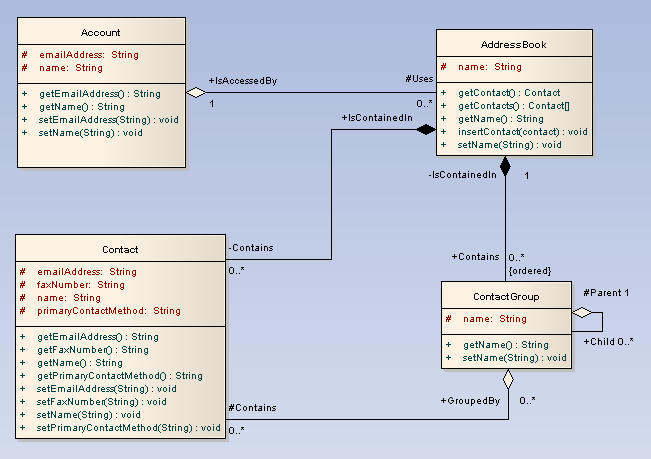 Account
# emailAddress: String
# name: String
+ getEmailAddress() : String
+ getName() : String
+ setEmailAddress(String) : void
+ setName(String) : void
+IsAccessedBy
1
#Uses
0..*
AddressBook
# name: String
+ getContact() : Contact
+ getContacts() : Contact[]
+ getName() : String
+ insertContact(contact) : void
+ setName(String) : void
+IsContainedIn
-IsContainedIn
1
-Contains
0..*
+Contains
0..*
{ordered}
Contact
# emailAddress: String
# faxNumber: String
# name: String
# primaryContactMethod: String
+ getEmailAddress() : String
+ getFaxNumber() : String
+ getName() : String
+ getPrimaryContactMethod() : String
+ setEmailAddress(String) : void
+ setFaxNumber(String) : void
+ setName(String) : void
+ setPrimaryContactMethod(String) : void
ContactGroup
# name: String
+ getName() : String
+ setName(String) : void
#Parent 1
+Child 0..*
+GroupedBy
0..*
#Contains
0..*